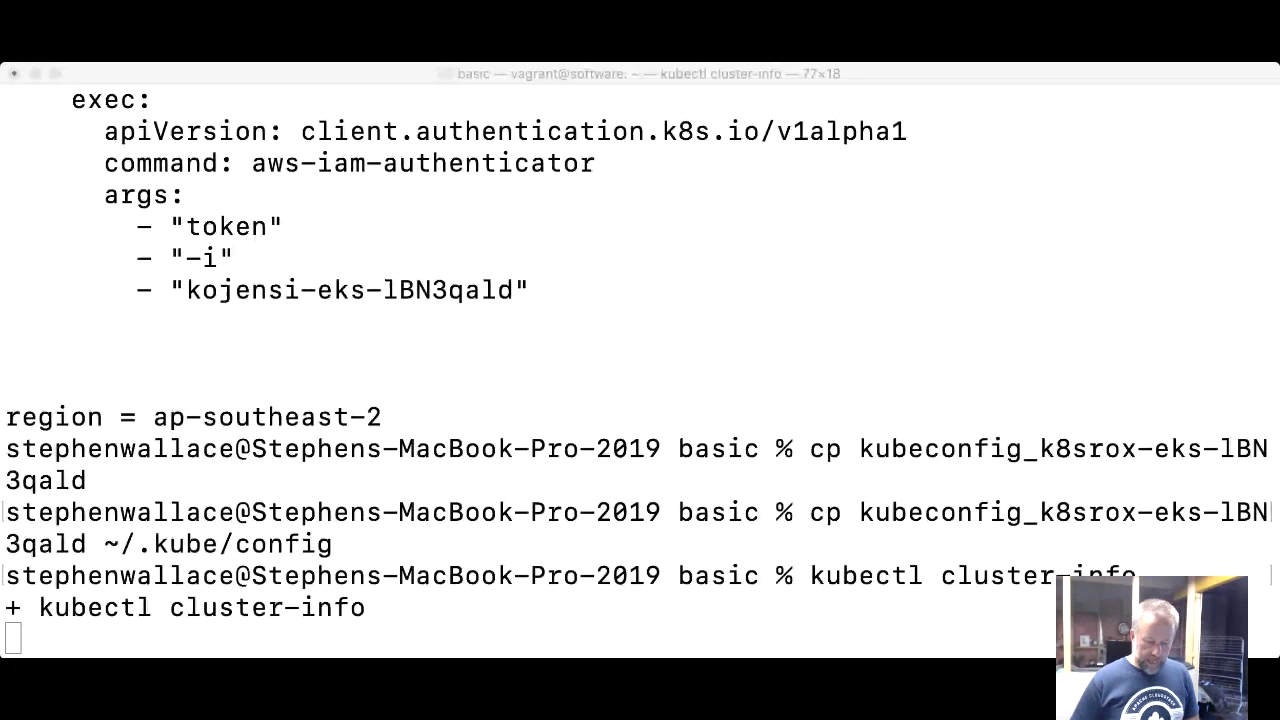 basic — vagrant@software: ~ — kubectl cluster-info — 77×18
exec:
apiVersion: client.authentication.k8s.io/v1alpha1
command: aws-iam-authenticator
args:
- "token"
- "-i"
- "kojensi-eks-lBN3qald"
region = ap-southeast-2
stephenwallace@Stephens-MacBook-Pro-2019 basic % cp kubeconfig_k8srox-eks-lBN
3qald
stephenwallace@Stephens-MacBook-Pro-2019 basic % cp kubeconfig_k8srox-eks-lBN
3qald ~/.kube/config
stephenwallace@Stephens-MacBook-Pro-2019 basic % kubectl cluster-info
+ kubectl cluster-info
APACHE CLOUDSTACK